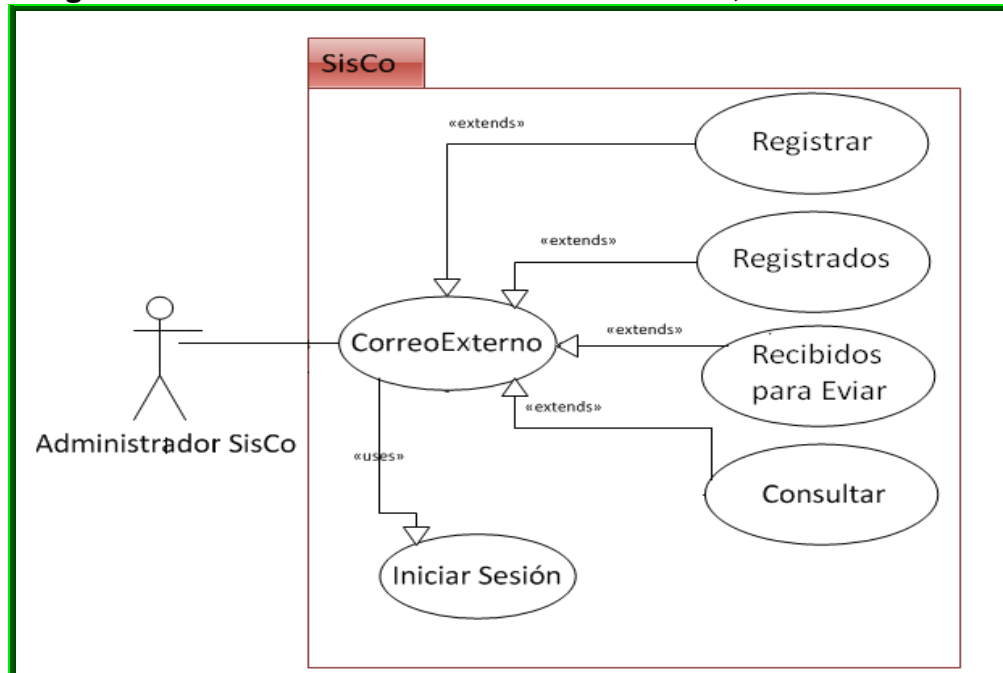 SisCo
«extends»
Registrar
«extends»
Registrados
«extends»
CorreoExterno
Recibidos
para Eviar
«extends»
Administrador SisCo
«uses»
Consultar
Iniciar Sesión